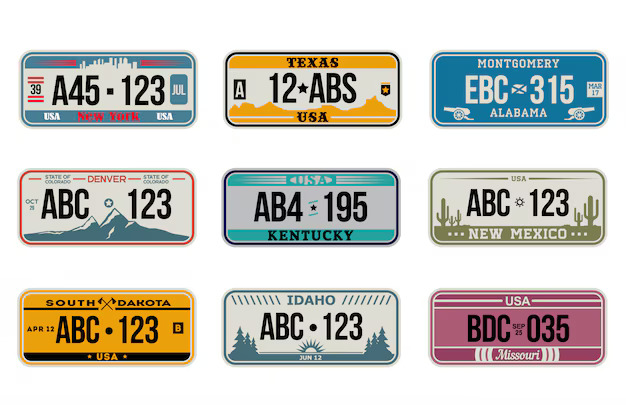 39 A45 123 JUL
USA New York USA
TEXAS
A 12 ABS
USA
MONTGOMERY
EBC 315 MAR 17
ALABAMA
STATE OF COLORADO DENVER STATE OF COLORADO
OCT 26 ABC 123
USA
AB4 195
KENTUCKY
USA
ABC 123
NEW MEXICO
SOUTH DAKOTA
APR 12 ABC 123 B
USA
IDAHO
ABC 123
JUN 12
USA
BDC SEP 25 035
Missouri